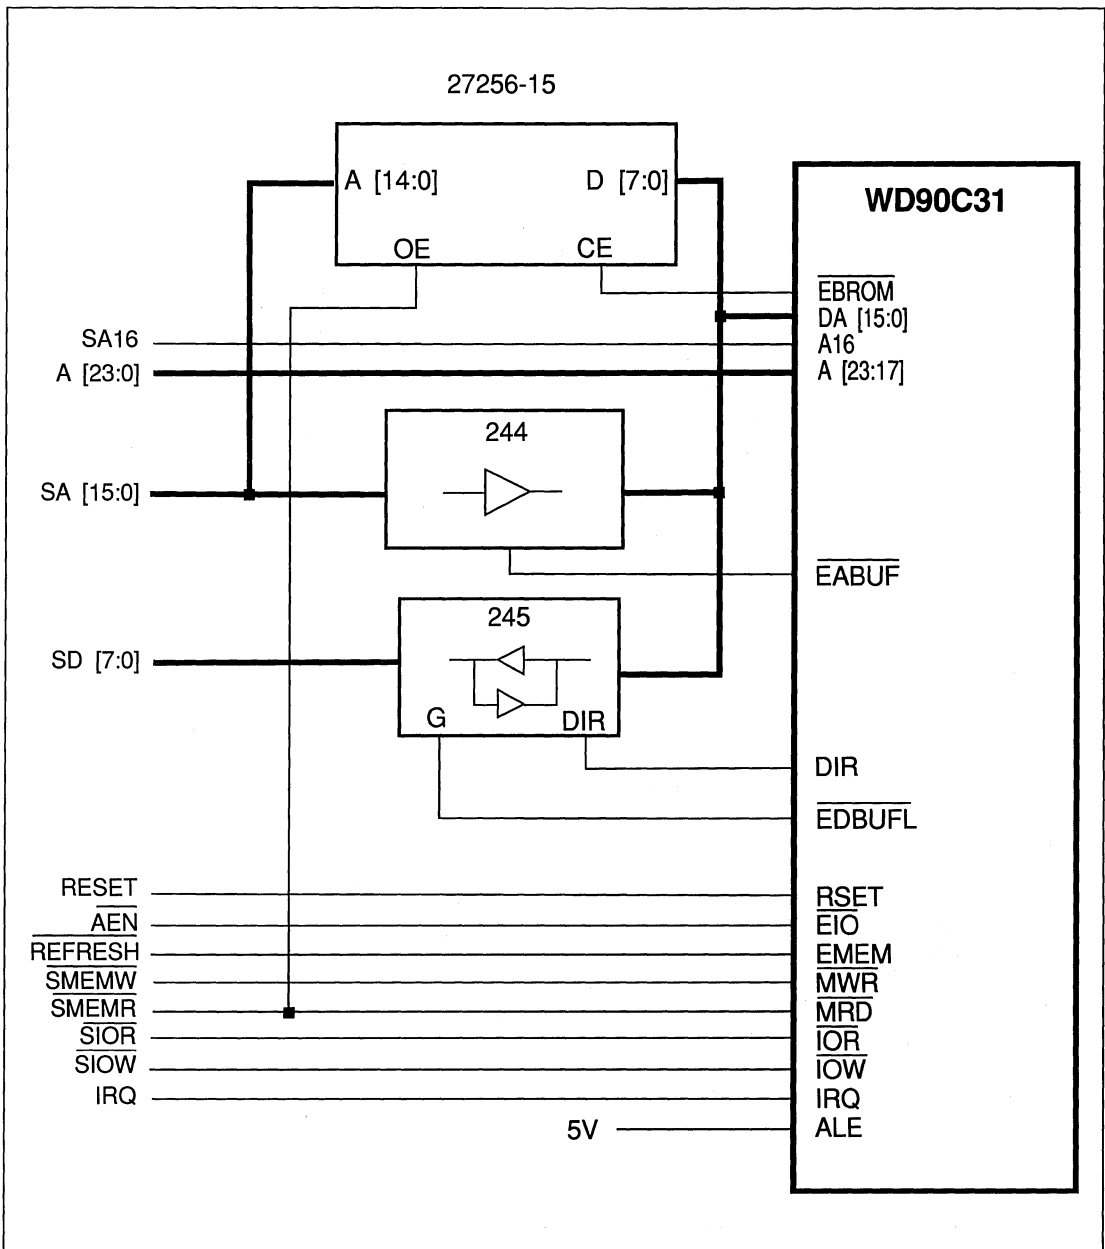 27256-15
A [14:0] D [7:0]
OE CE
WD90C31
EBROM
DA [15:0]
SA16
A16
A [23:0]
A [23:17]
244
SA [15:0]
EABUF
245
SD [7:0]
G DIR
DIR
EDBUFL
RESET
RSET
AEN
EIO
REFRESH
EMEM
SMEMW
MWR
SMEMR
MRD
SIOR
IOR
SIOW
IOW
IRQ
IRQ
5V
ALE